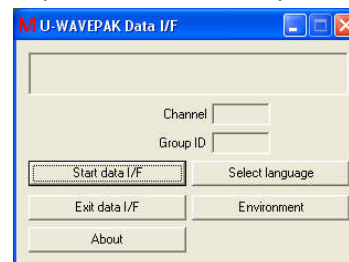 M U-WAVEPAK Data I/F
Channel
Group ID
Start data I/F Select language
Exit data I/F Environment
About